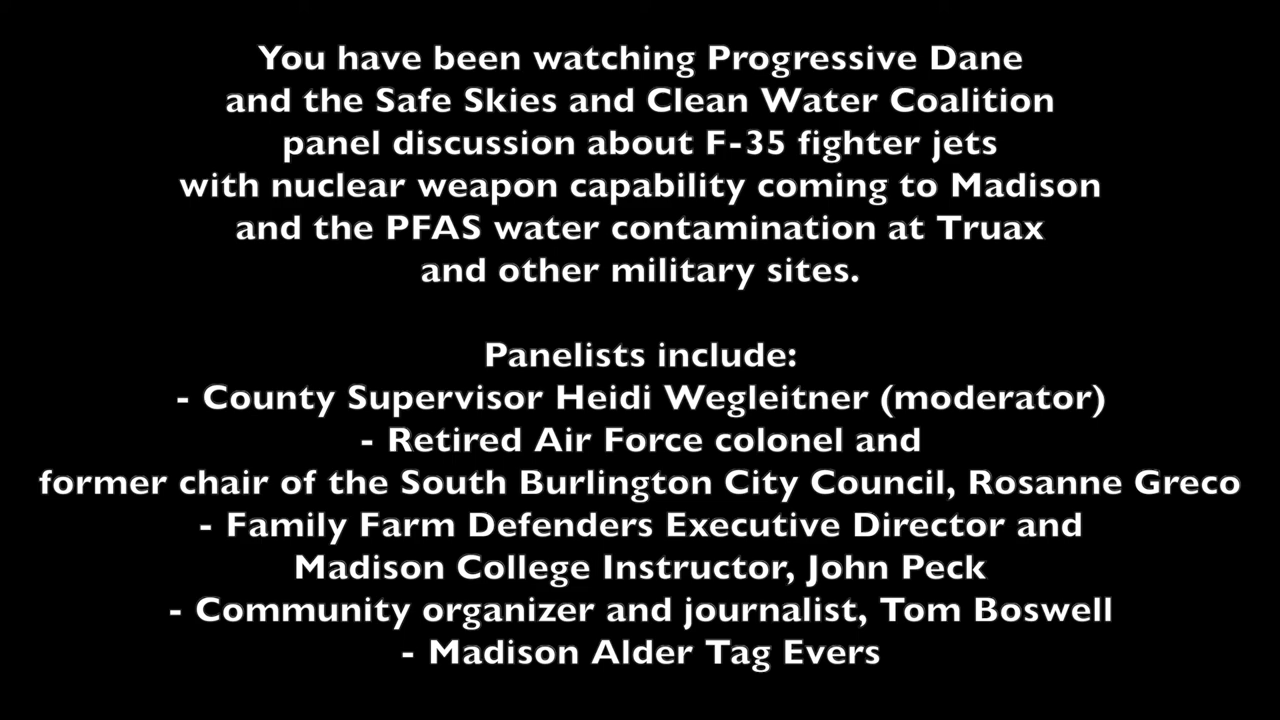 You have been watching Progressive Dane
and the Safe Skies and Clean Water Coalition
panel discussion about F-35 fighter jets
with nuclear weapon capability coming to Madison
and the PFAS water contamination at Truax
and other military sites.
Panelists include:
- County Supervisor Heidi Wegleitner (moderator)
- Retired Air Force colonel and
former chair of the South Burlington City Council, Rosanne Greco
- Family Farm Defenders Executive Director and
Madison College Instructor, John Peck
- Community organizer and journalist, Tom Boswell
- Madison Alder Tag Evers